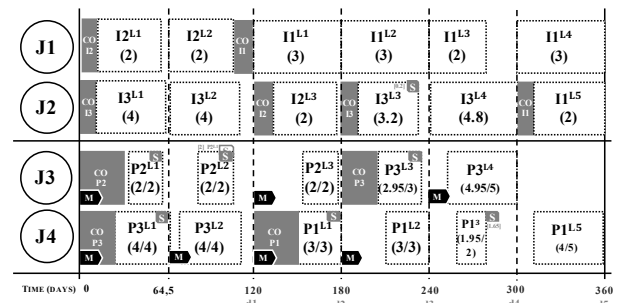 J1
CO I2
I2L1 (2)
I2L2 (2)
CO I1
I1L1 (3)
I1L2 (3)
I1L3 (2)
I1L4 (3)
J2
CO I3
I3L1 (4)
I3L2 (4)
CO I2
I2L3 (2)
CO I3
I3L3 (3.2)
[0.2] S
I3L4 (4.8)
CO I1
I1L5 (2)
J3
CO P2
M
P2L1 (2/2)
S
P2L2 (2/2)
S
M
P2L3 (2/2)
CO P3
P3L3 (2.95/3)
S
M
P3L4 (4.95/5)
J4
CO P3
M
P3L1 (4/4)
S
M
P3L2 (4/4)
CO P1
M
P1L1 (3/3)
S
M
P1L2 (3/3)
P13 (1.95/2)
S
P1L5 (4/5)
TIME (DAYS) 0 64,5 120 180 240 300 360